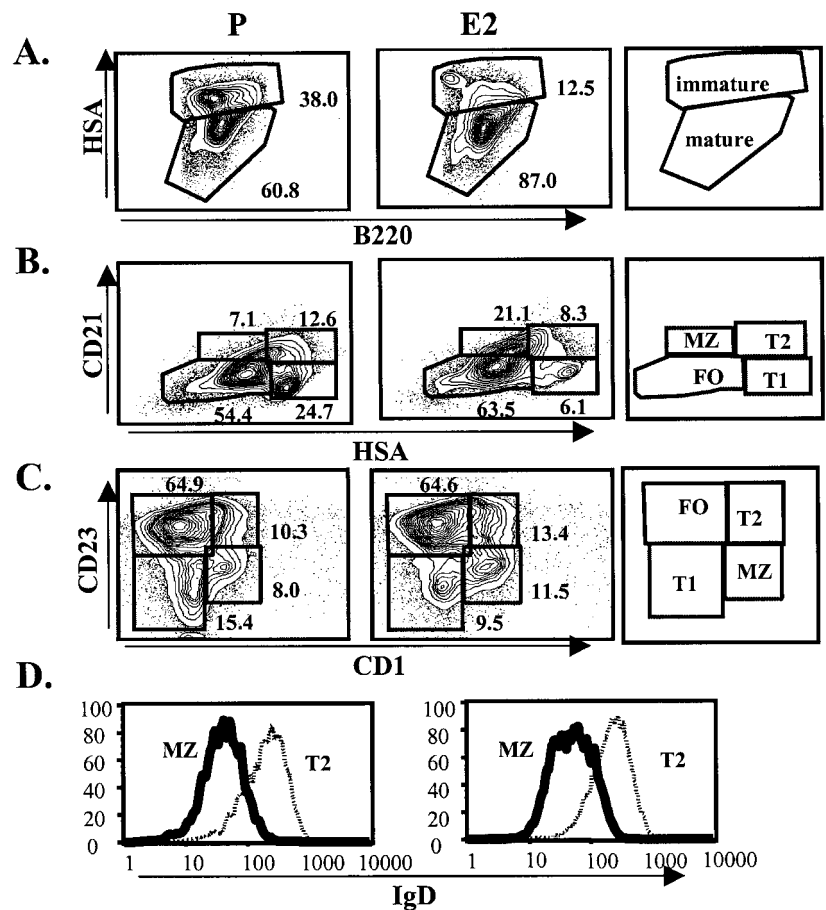 P E2
A.
HSA
38.0
60.8
12.5
87.0
immature
mature
B220
B.
CD21
7.1 12.6
54.4 24.7
21.1 8.3
63.5 6.1
MZ T2
FO T1
HSA
C.
CD23
64.9
10.3
8.0
15.4
64.6
13.4
11.5
9.5
FO T2
T1 MZ
CD1
D.
100
80
60
40
20
0
MZ T2
1 10 100 1000 10000
100
80
60
40
20
0
MZ T2
1 10 100 1000 10000
IgD